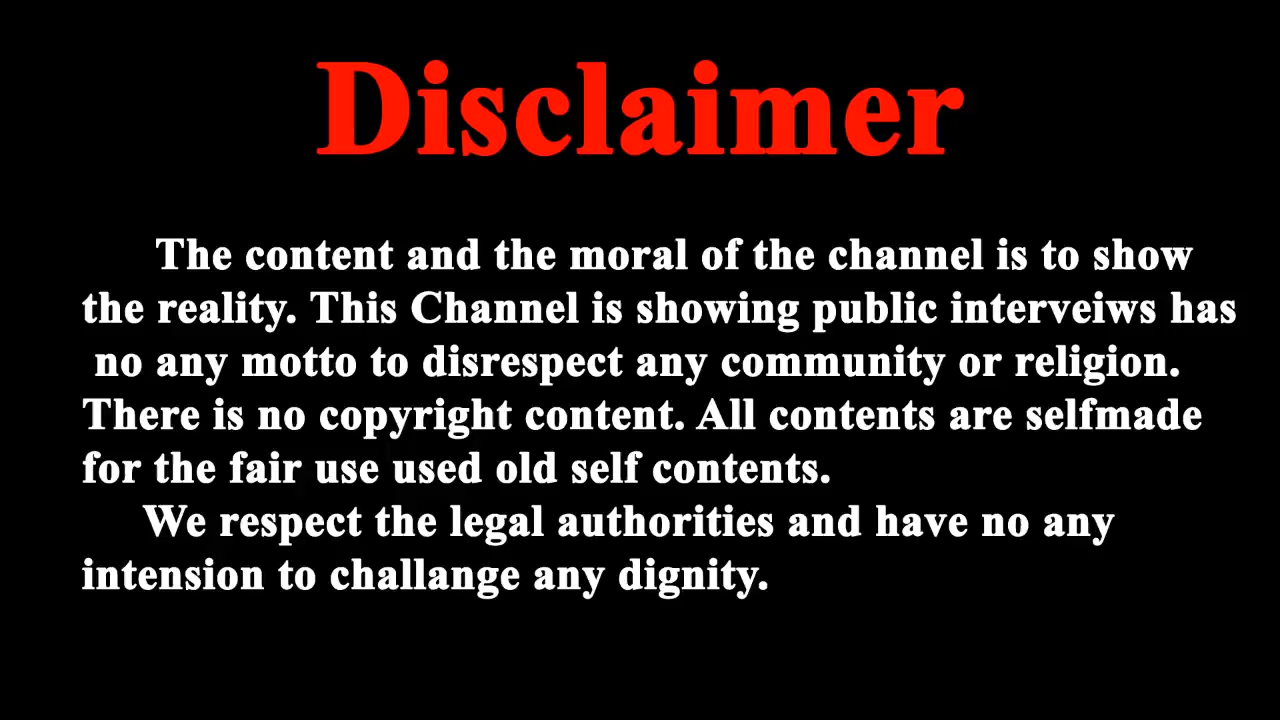 Disclaimer
The content and the moral of the channel is to show
the reality. This Channel is showing public interveiws has
no any motto to disrespect any community or religion.
There is no copyright content. All contents are selfmade
for the fair use used old self contents.
We respect the legal authorities and have no any
intension to challange any dignity.